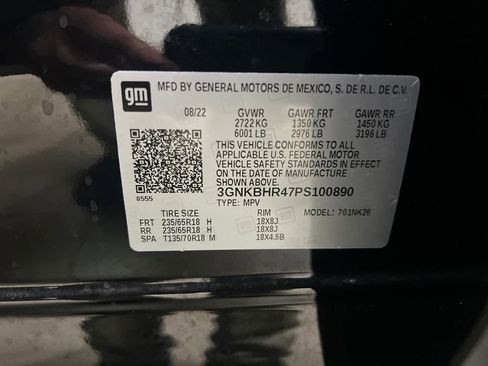 gm
MFD BY GENERAL MOTORS DE MEXICO, S. DE R.L. DE C.V.
08/22 GVWR GAWR FRT GAWR RR
2722 KG 1350 KG 1450 KG
6001 LB 2976 LB 3196 LB
THIS VEHICLE CONFORMS TO ALL
APPLICABLE U.S. FEDERAL MOTOR
VEHICLE SAFETY STANDARDS IN EFFECT
ON THE DATE OF MANUFACTURE
SHOWN ABOVE.
3GNKBHR47PS100890
8555 TYPE: MPV
TIRE SIZE RIM MODEL: 701NK26
FRT 235/65R18 H 18X8J
RR 235/65R18 H 18X8J
SPA T135/70R18 M 18X4.5B